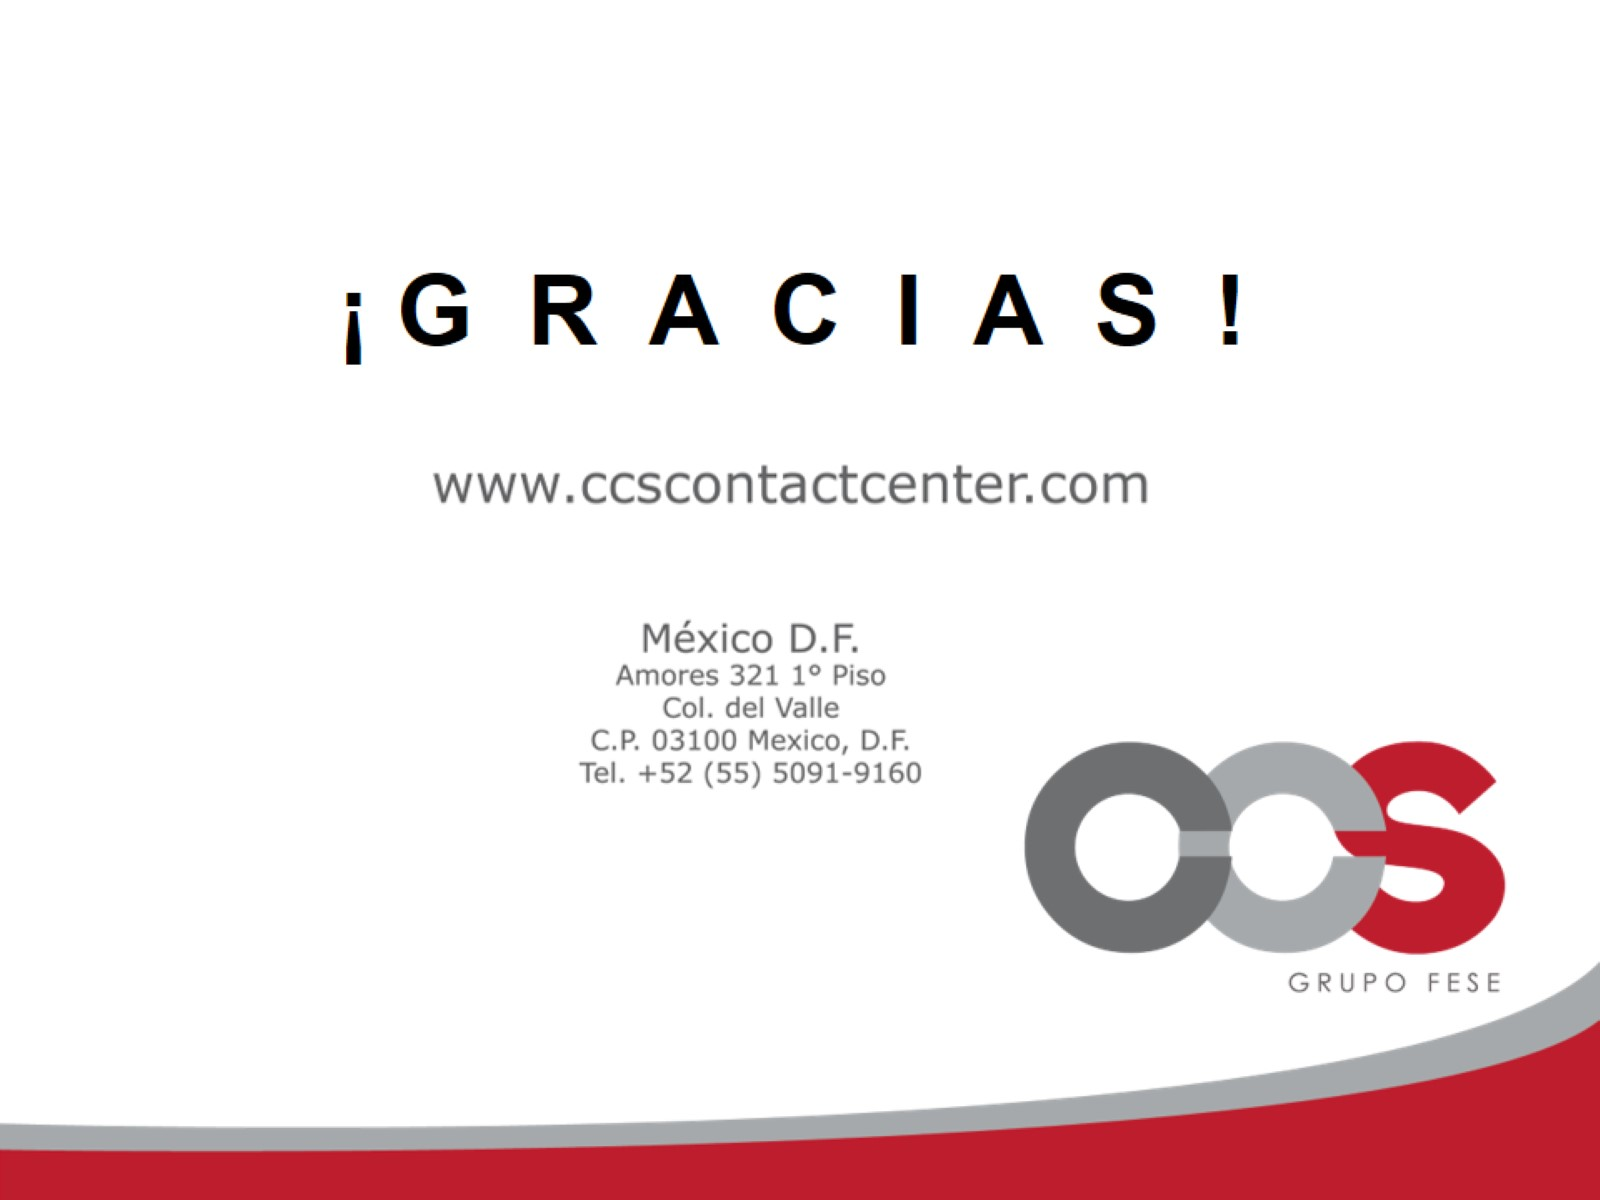 ¡G R A C I A S !
www.ccscontactcenter.com
México D.F.
Amores 321 1° Piso
Col. del Valle
C.P. 03100 Mexico, D.F.
Tel. +52 (55) 5091-9160
CCS
GRUPO FESE